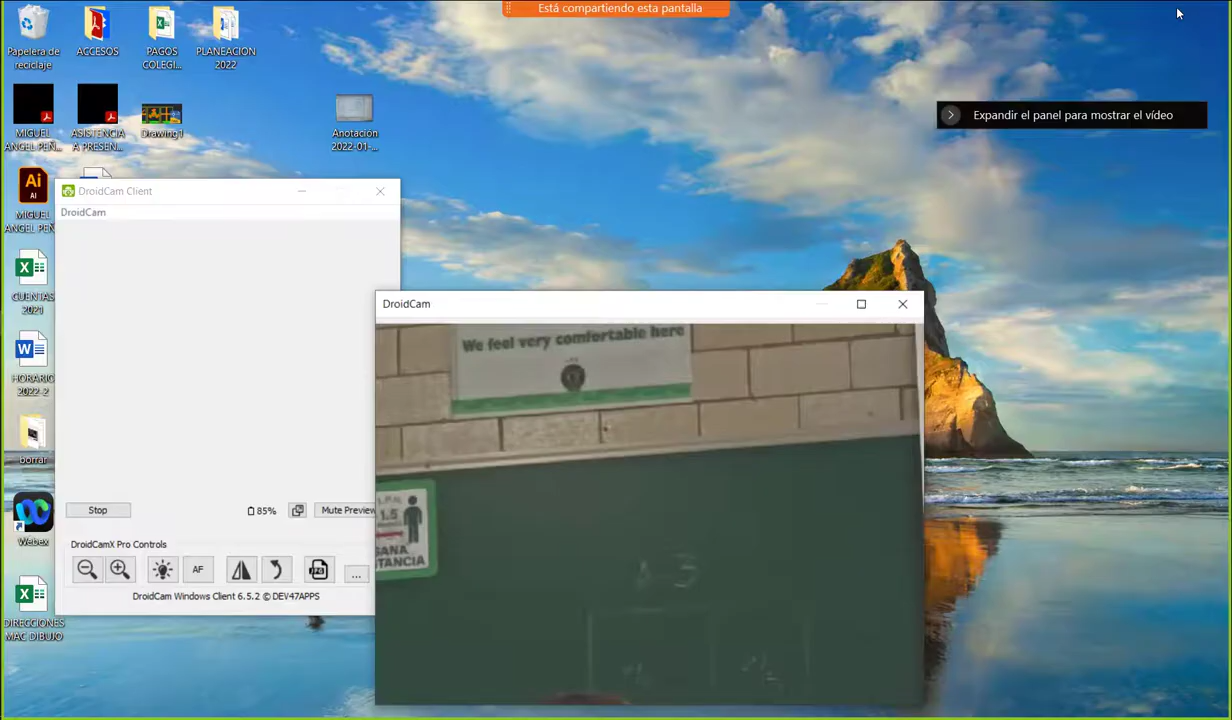 Está compartiendo esta pantalla
Papelera de
reciclaje
ACCESOS
PAGOS
COLEGI...
PLANEACION
2022
MIGUEL
ANGEL PEÑ...
ASISTENCIA
A PRESEN...
Drawing1
Anotacion
2022-01-...
Expandir el panel para mostrar el vídeo
Ai
AI
MIGUEL
ANGEL PEÑ
CUENTAS
2021
HORARIO
2022-2
borrar
Webex
DIRECCIONES
MAC DIBUJO
DroidCam Client
DroidCam
Stop
85%
Mute Preview
DroidCamX Pro Controls
AF
JPG
...
DroidCam Windows Client 6.5.2 © DEV47APPS
DroidCam
We feel very comfortable here
I.P.N.
1.5
SANA
DISTANCIA